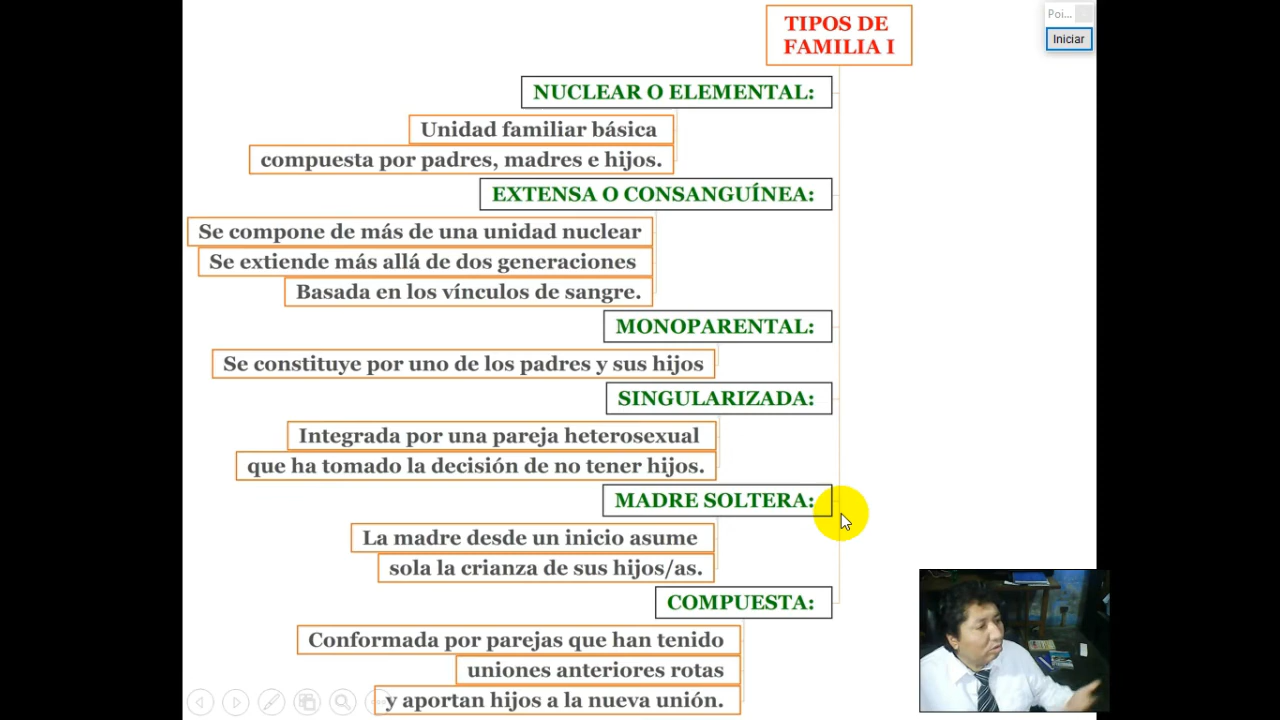 TIPOS DE
FAMILIA I
Poi...
Iniciar
NUCLEAR O ELEMENTAL:
Unidad familiar básica
compuesta por padres, madres e hijos.
EXTENSA O CONSANGUÍNEA:
Se compone de más de una unidad nuclear
Se extiende más allá de dos generaciones
Basada en los vínculos de sangre.
MONOPARENTAL:
Se constituye por uno de los padres y sus hijos
SINGULARIZADA:
Integrada por una pareja heterosexual
que ha tomado la decisión de no tener hijos.
MADRE SOLTERA:
La madre desde un inicio asume
sola la crianza de sus hijos/as.
COMPUESTA:
Conformada por parejas que han tenido
uniones anteriores rotas
y aportan hijos a la nueva unión.